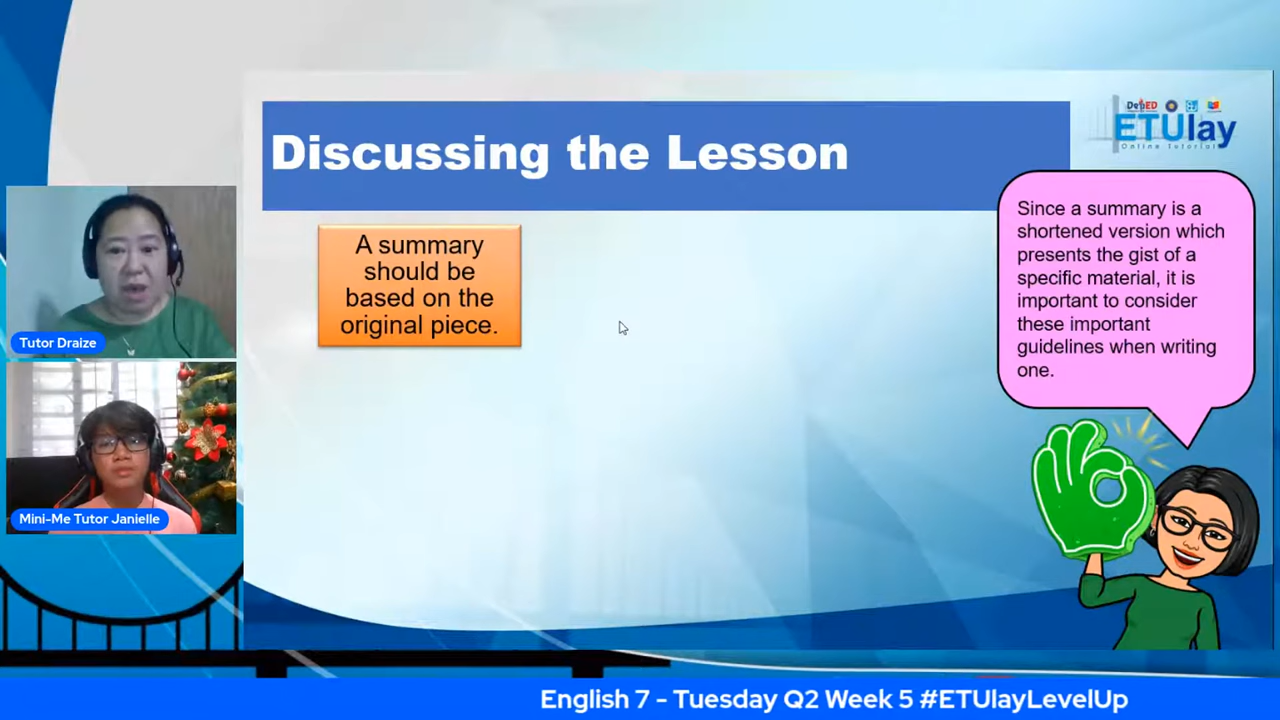 Discussing the Lesson
DepED
ETUlay
Online Tutorial
A summary
should be
based on the
original piece.
Since a summary is a
shortened version which
presents the gist of a
specific material, it is
important to consider
these important
guidelines when writing
one.
Tutor Draize
Mini-Me Tutor Janielle
English 7 - Tuesday Q2 Week 5 #ETUlayLevelUp